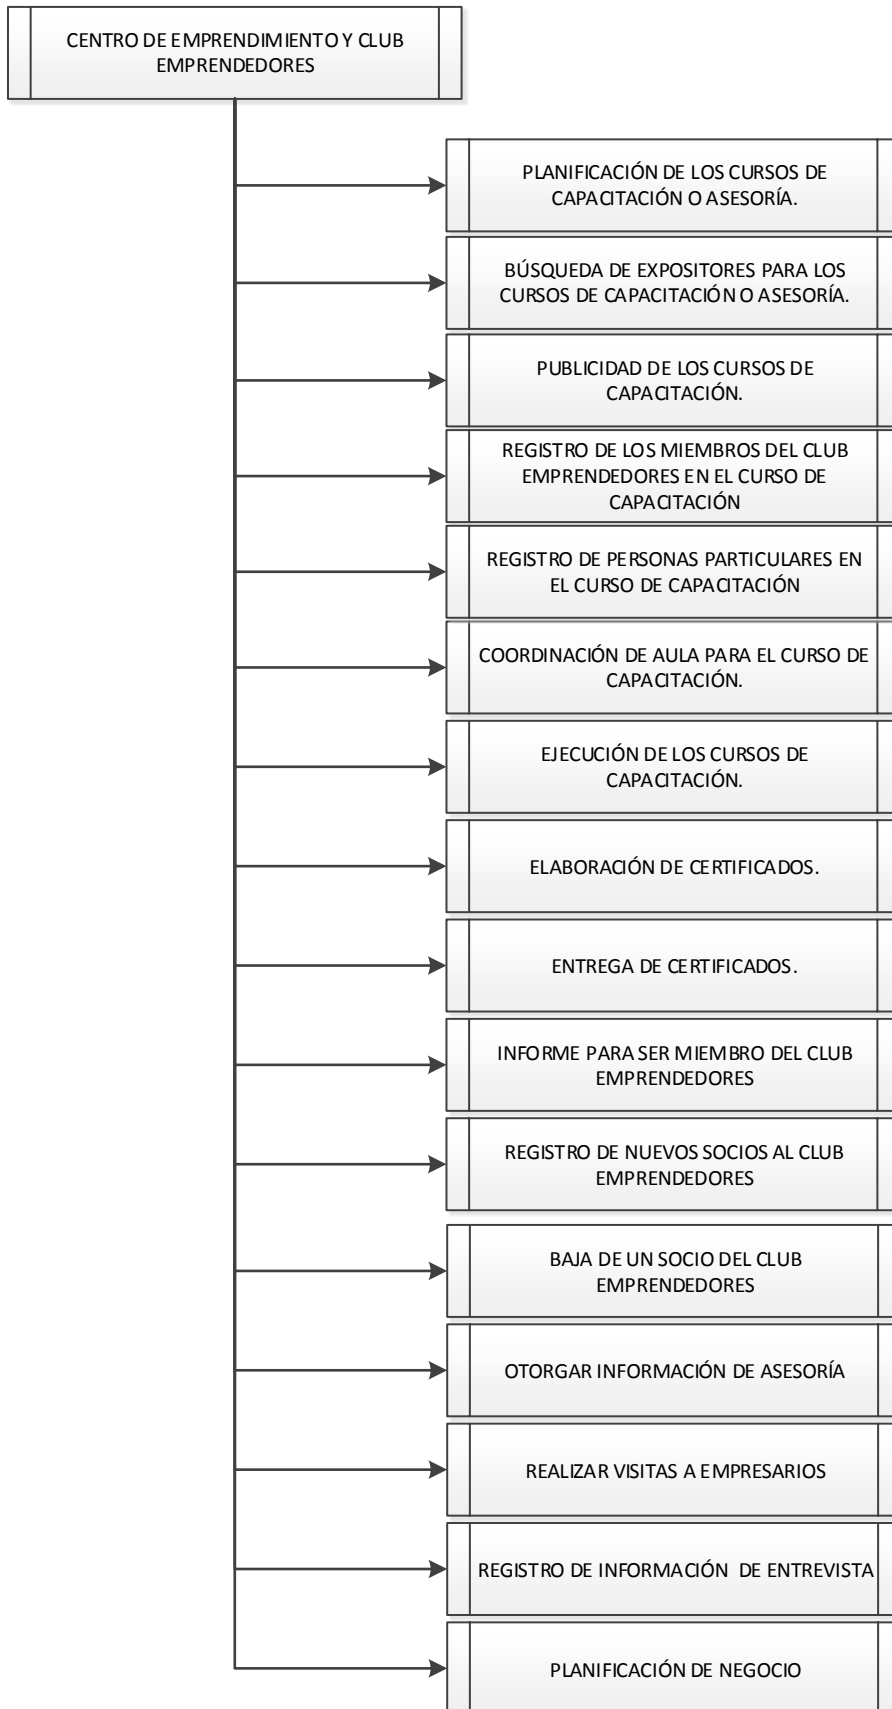 CENTRO DE EMPRENDIMIENTO Y CLUB
EMPRENDEDORES
PLANIFICACIÓN DE LOS CURSOS DE
CAPACITACIÓN O ASESORÍA.
BÚSQUEDA DE EXPOSITORES PARA LOS
CURSOS DE CAPACITACIÓN O ASESORÍA.
PUBLICIDAD DE LOS CURSOS DE
CAPACITACIÓN.
REGISTRO DE LOS MIEMBROS DEL CLUB
EMPRENDEDORES EN EL CURSO DE
CAPACITACIÓN
REGISTRO DE PERSONAS PARTICULARES EN
EL CURSO DE CAPACITACIÓN
COORDINACIÓN DE AULA PARA EL CURSO DE
CAPACITACIÓN.
EJECUCIÓN DE LOS CURSOS DE
CAPACITACIÓN.
ELABORACIÓN DE CERTIFICADOS.
ENTREGA DE CERTIFICADOS.
INFORME PARA SER MIEMBRO DEL CLUB
EMPRENDEDORES
REGISTRO DE NUEVOS SOCIOS AL CLUB
EMPRENDEDORES
BAJA DE UN SOCIO DEL CLUB
EMPRENDEDORES
OTORGAR INFORMACIÓN DE ASESORÍA
REALIZAR VISITAS A EMPRESARIOS
REGISTRO DE INFORMACIÓN DE ENTREVISTA
PLANIFICACIÓN DE NEGOCIO